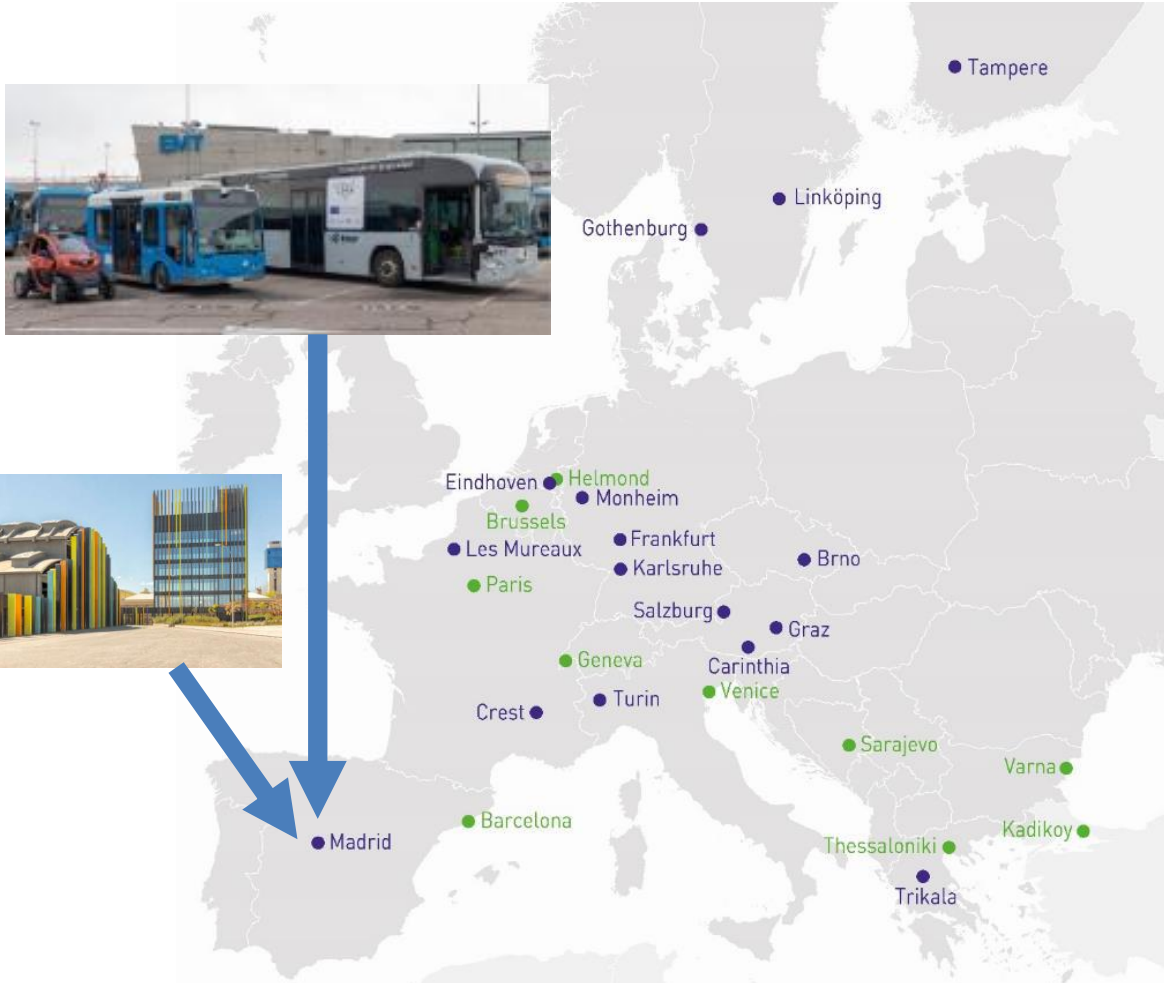 Tampere
EMT
Linköping
Gothenburg
Eindhoven
Helmond
Monheim
Brussels
Frankfurt
Les Mureaux
Brno
Karlsruhe
Paris
Salzburg
Graz
Geneva
Carinthia
Venice
Turin
Crest
Sarajevo
Varna
Barcelona
Kadikoy
Madrid
Thessaloniki
Trikala